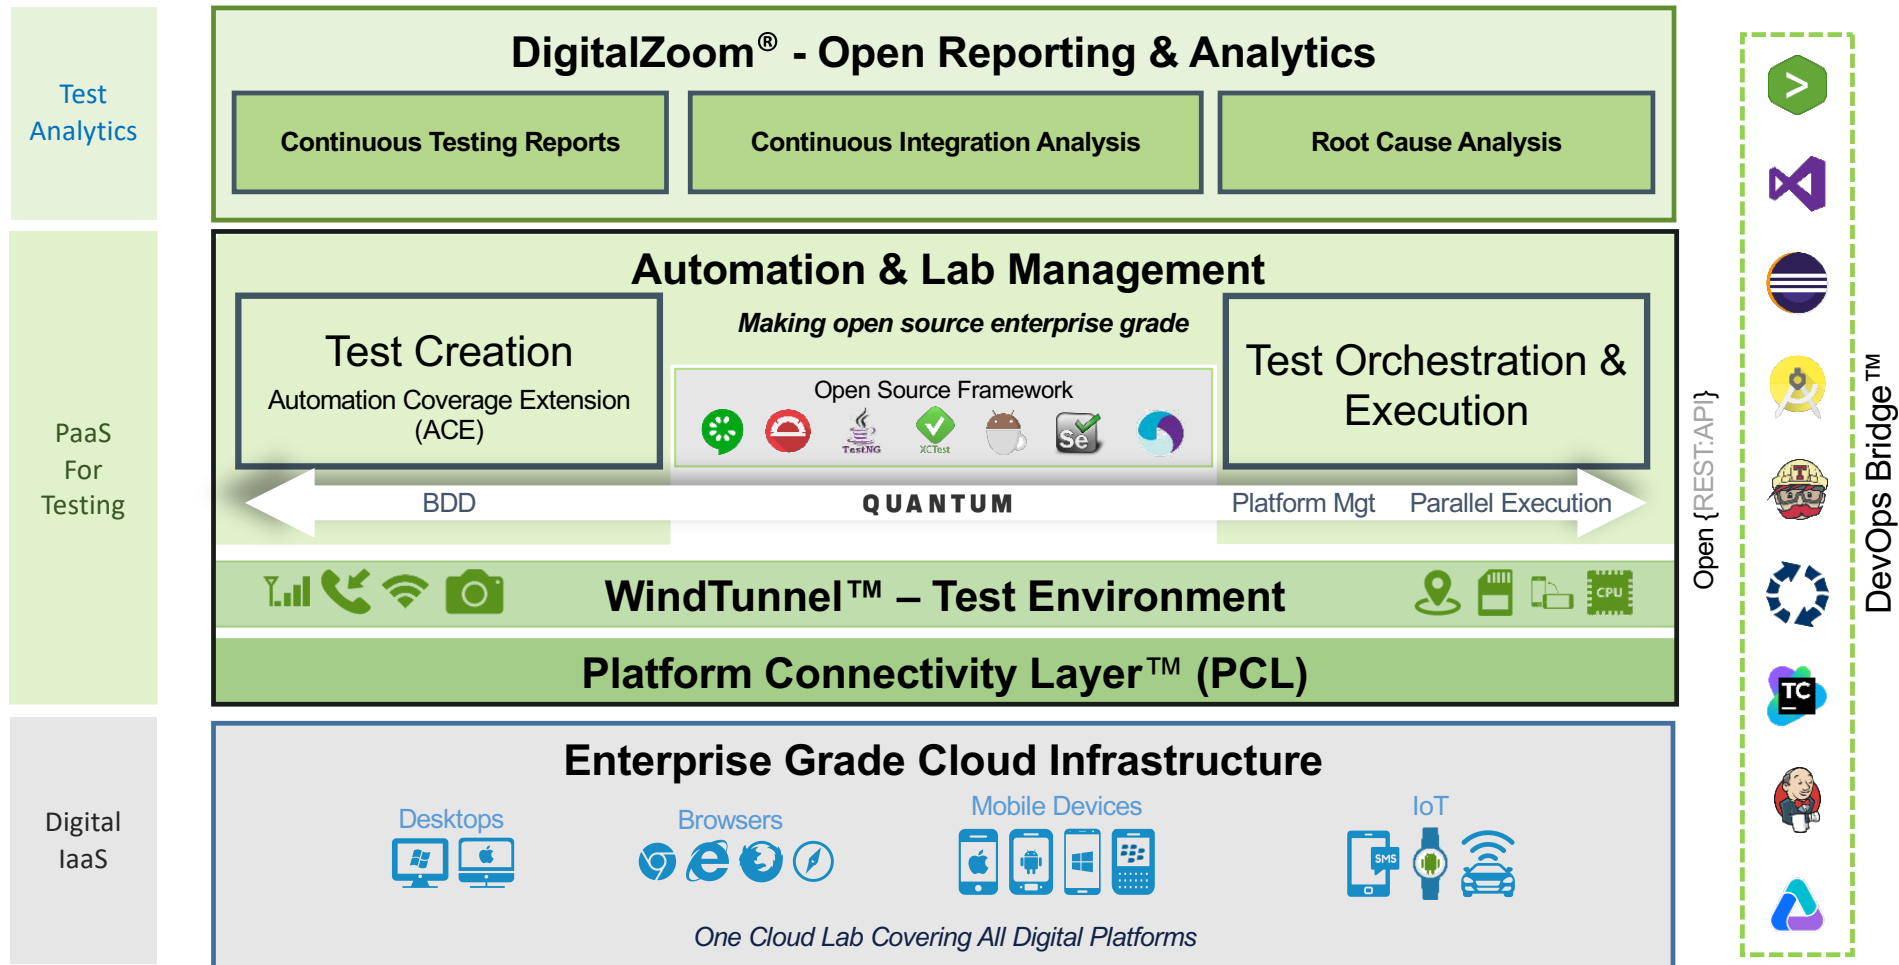 Test
Analytics
DigitalZoom® - Open Reporting & Analytics
Continuous Testing Reports
Continuous Integration Analysis
Root Cause Analysis
PaaS
For
Testing
Automation & Lab Management
Making open source enterprise grade
Test Creation
Automation Coverage Extension
(ACE)
Open Source Framework
TestNG
XCTest
Se
Test Orchestration &
Execution
BDD
QUANTUM
Platform Mgt
Parallel Execution
WindTunnel™ – Test Environment
CPU
Platform Connectivity Layer™ (PCL)
Digital
IaaS
Enterprise Grade Cloud Infrastructure
Desktops
Browsers
Mobile Devices
IoT
SMS
One Cloud Lab Covering All Digital Platforms
Open {REST:API}
T
TC
DevOps Bridge™